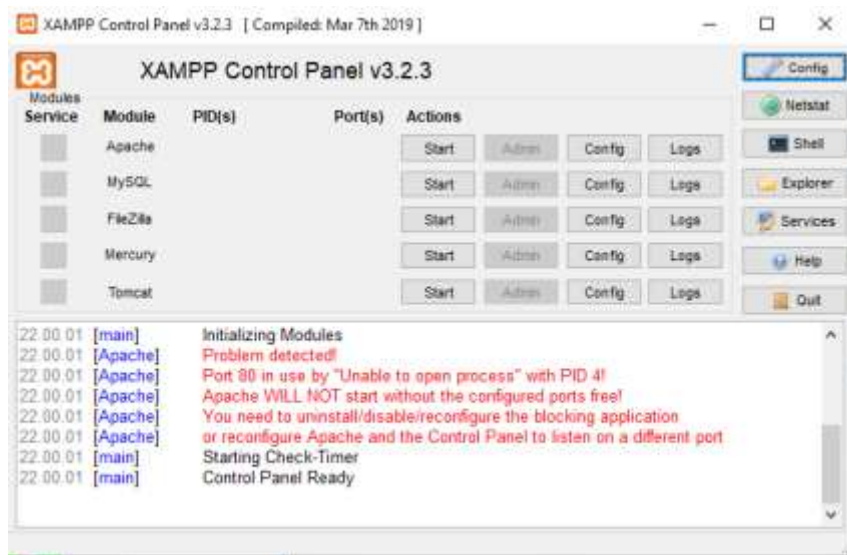 XAMPP Control Panel v3.2.3 [ Compiled: Mar 7th 2019 ]
XAMPP Control Panel v3.2.3
Config
Modules
Service Module PID(s) Port(s) Actions
Netstat
Apache Start Admin Config Logs
Shell
MySQL Start Admin Config Logs
Explorer
FileZilla Start Admin Config Logs
Services
Mercury Start Admin Config Logs
Help
Tomcat Start Admin Config Logs
Quit
22:00:01 [main] Initializing Modules
22:00:01 [Apache] Problem detected!
22:00:01 [Apache] Port 80 in use by "Unable to open process" with PID 4!
22:00:01 [Apache] Apache WILL NOT start without the configured ports free!
22:00:01 [Apache] You need to uninstall/disable/reconfigure the blocking application
22:00:01 [Apache] or reconfigure Apache and the Control Panel to listen on a different port
22:00:01 [main] Starting Check-Timer
22:00:01 [main] Control Panel Ready